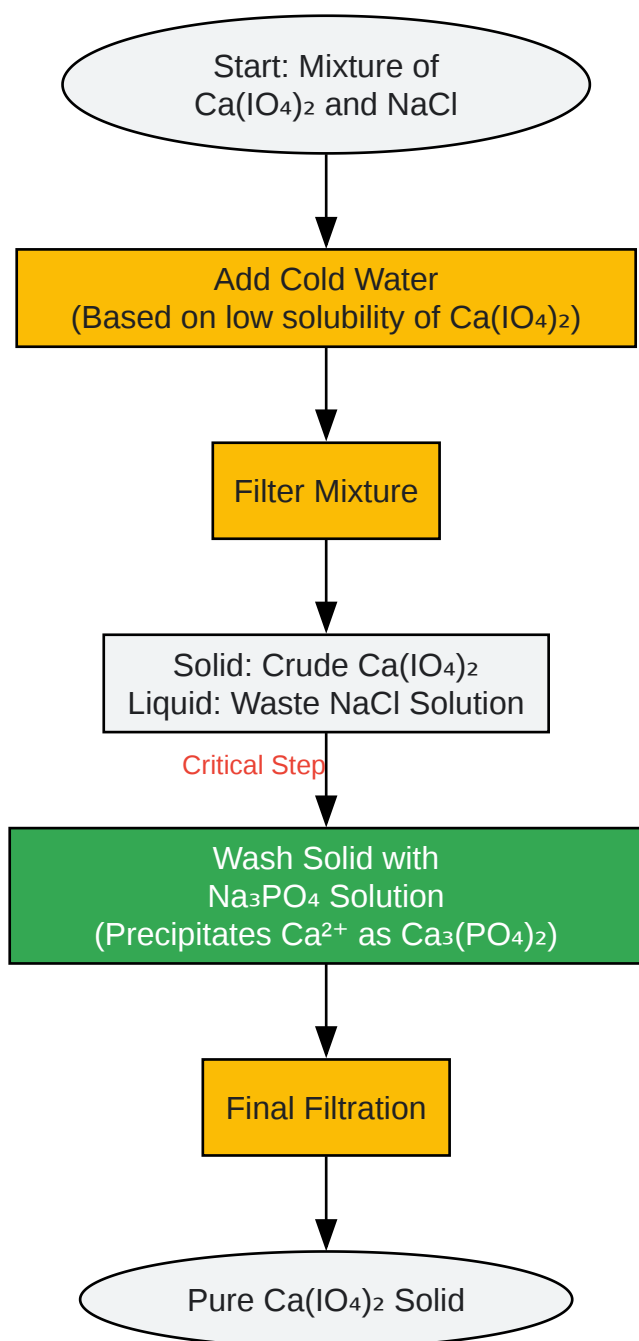 Start: Mixture of
Ca(IO₄)₂ and NaCl
Add Cold Water
(Based on low solubility of Ca(IO₄)₂)
Filter Mixture
Solid: Crude Ca(IO₄)₂
Liquid: Waste NaCl Solution
Critical Step
Wash Solid with
Na₃PO₄ Solution
(Precipitates Ca²⁺ as Ca₃(PO₄)₂)
Final Filtration
Pure Ca(IO₄)₂ Solid